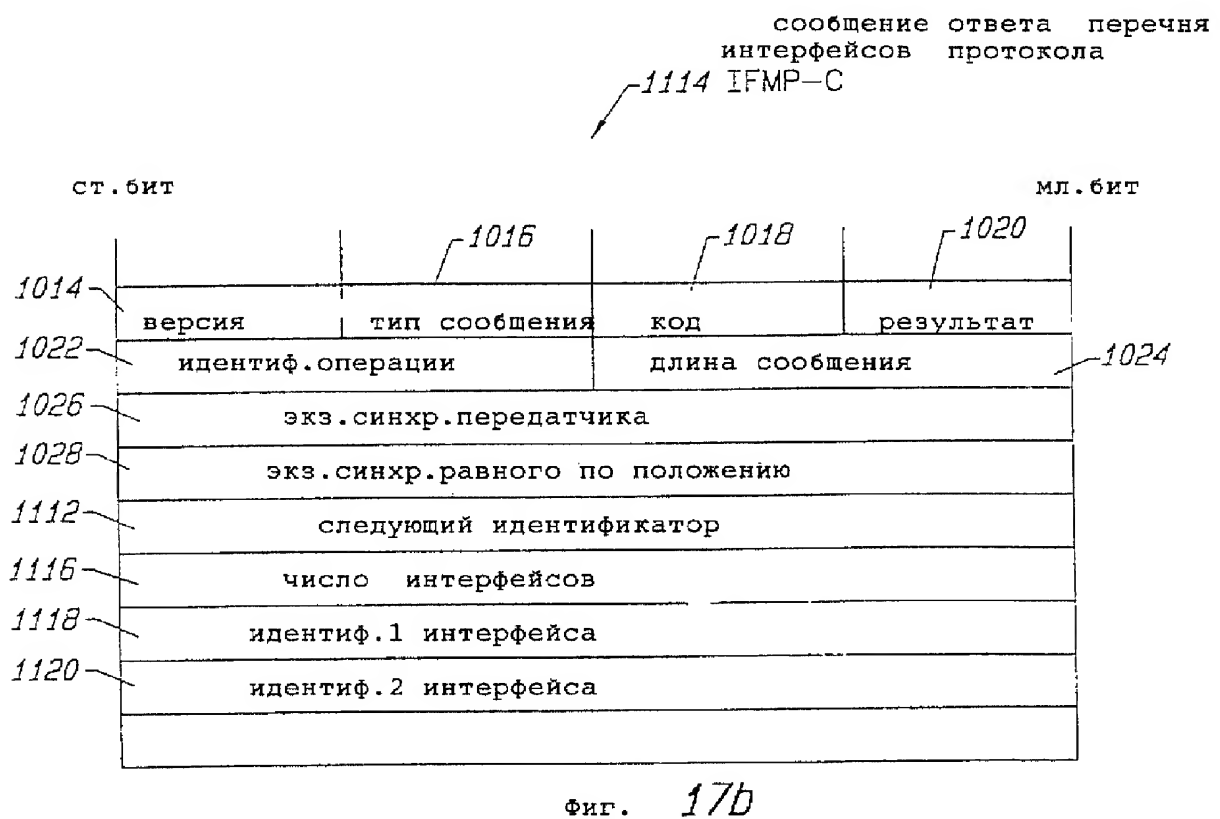 сообщение ответа перечня
интерфейсов протокола
1114 IFMP-C
ст.бит
мл.бит
1016 1018 1020
1014 версия тип сообщения код результат
1022 идентиф.операции длина сообщения 1024
1026 экз.синхр.передатчика
1028 экз.синхр.равного по положению
1112 следующий идентификатор
1116 число интерфейсов
1118 идентиф.1 интерфейса
1120 идентиф.2 интерфейса
Фиг. 17b